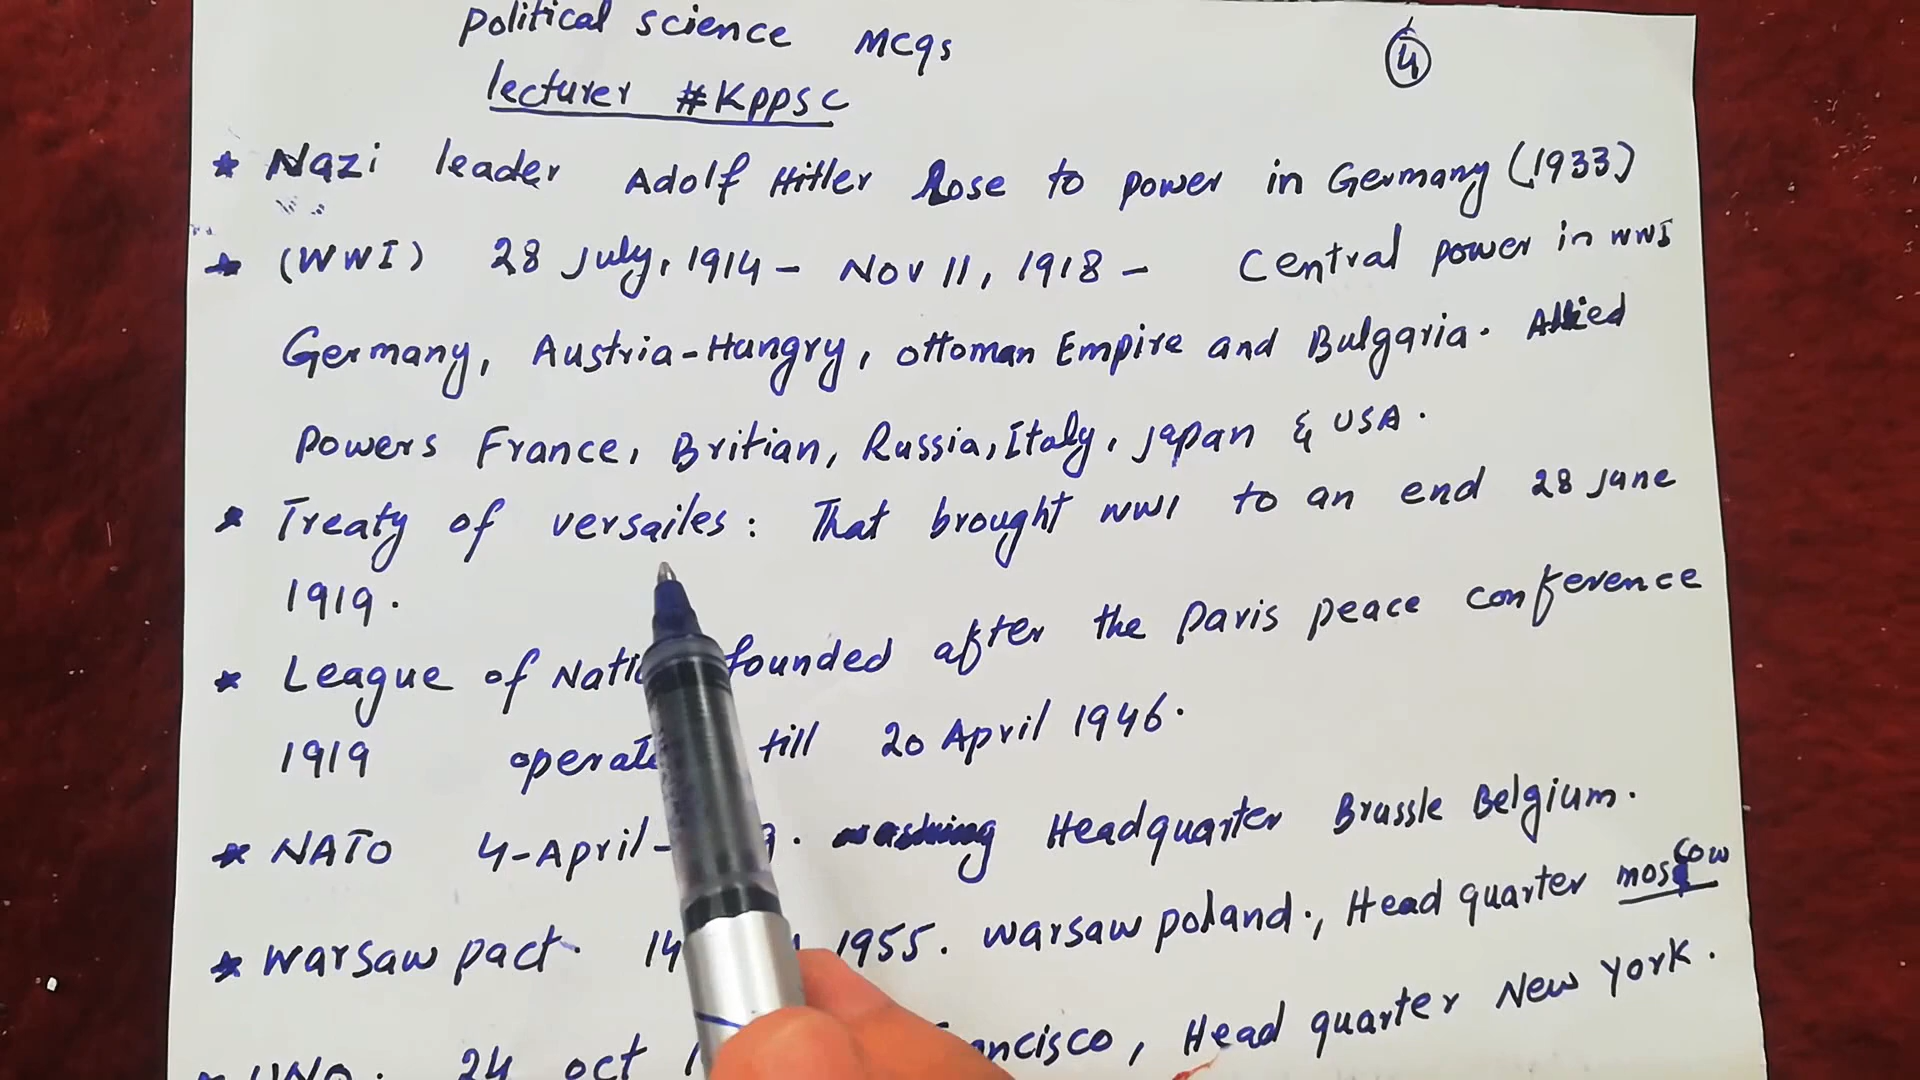 Political science MCQs
4
lecturer #KPPSC
* Nazi leader Adolf Hitler Rose to power in Germany (1933)
* (WWI) 28 July, 1914 - Nov 11, 1918 - Central power in WWI
Germany, Austria-Hungry, ottoman Empire and Bulgaria. Allied
Powers France, Britian, Russia, Italy, Japan & USA.
* Treaty of versailes: That brought WWI to an end 28 June
1919.
* League of founded after the Paris peace conference
1919 till 20 April 1946.
* NATO 4-April- Headquarter Brussle Belgium.
* Warsaw pact. 14 1955. Warsaw poland., Head quarter moscow
* UNO. 24 oct Head quarter New York.